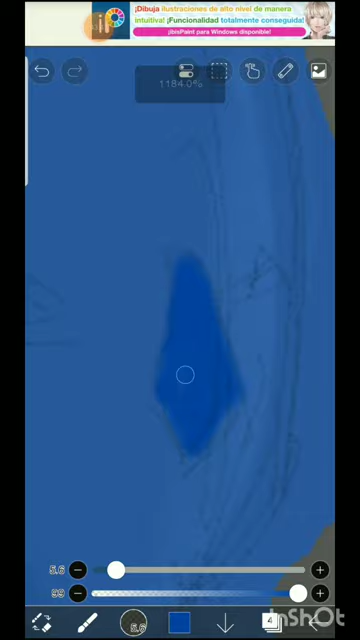 ¡Dibuja ilustraciones de alto nivel de manera
intuitiva! ¡Funcionalidad totalmente conseguida!
¡ibisPaint para Windows disponible!
1184.0%
5.6
99
5.6
4
InShOt